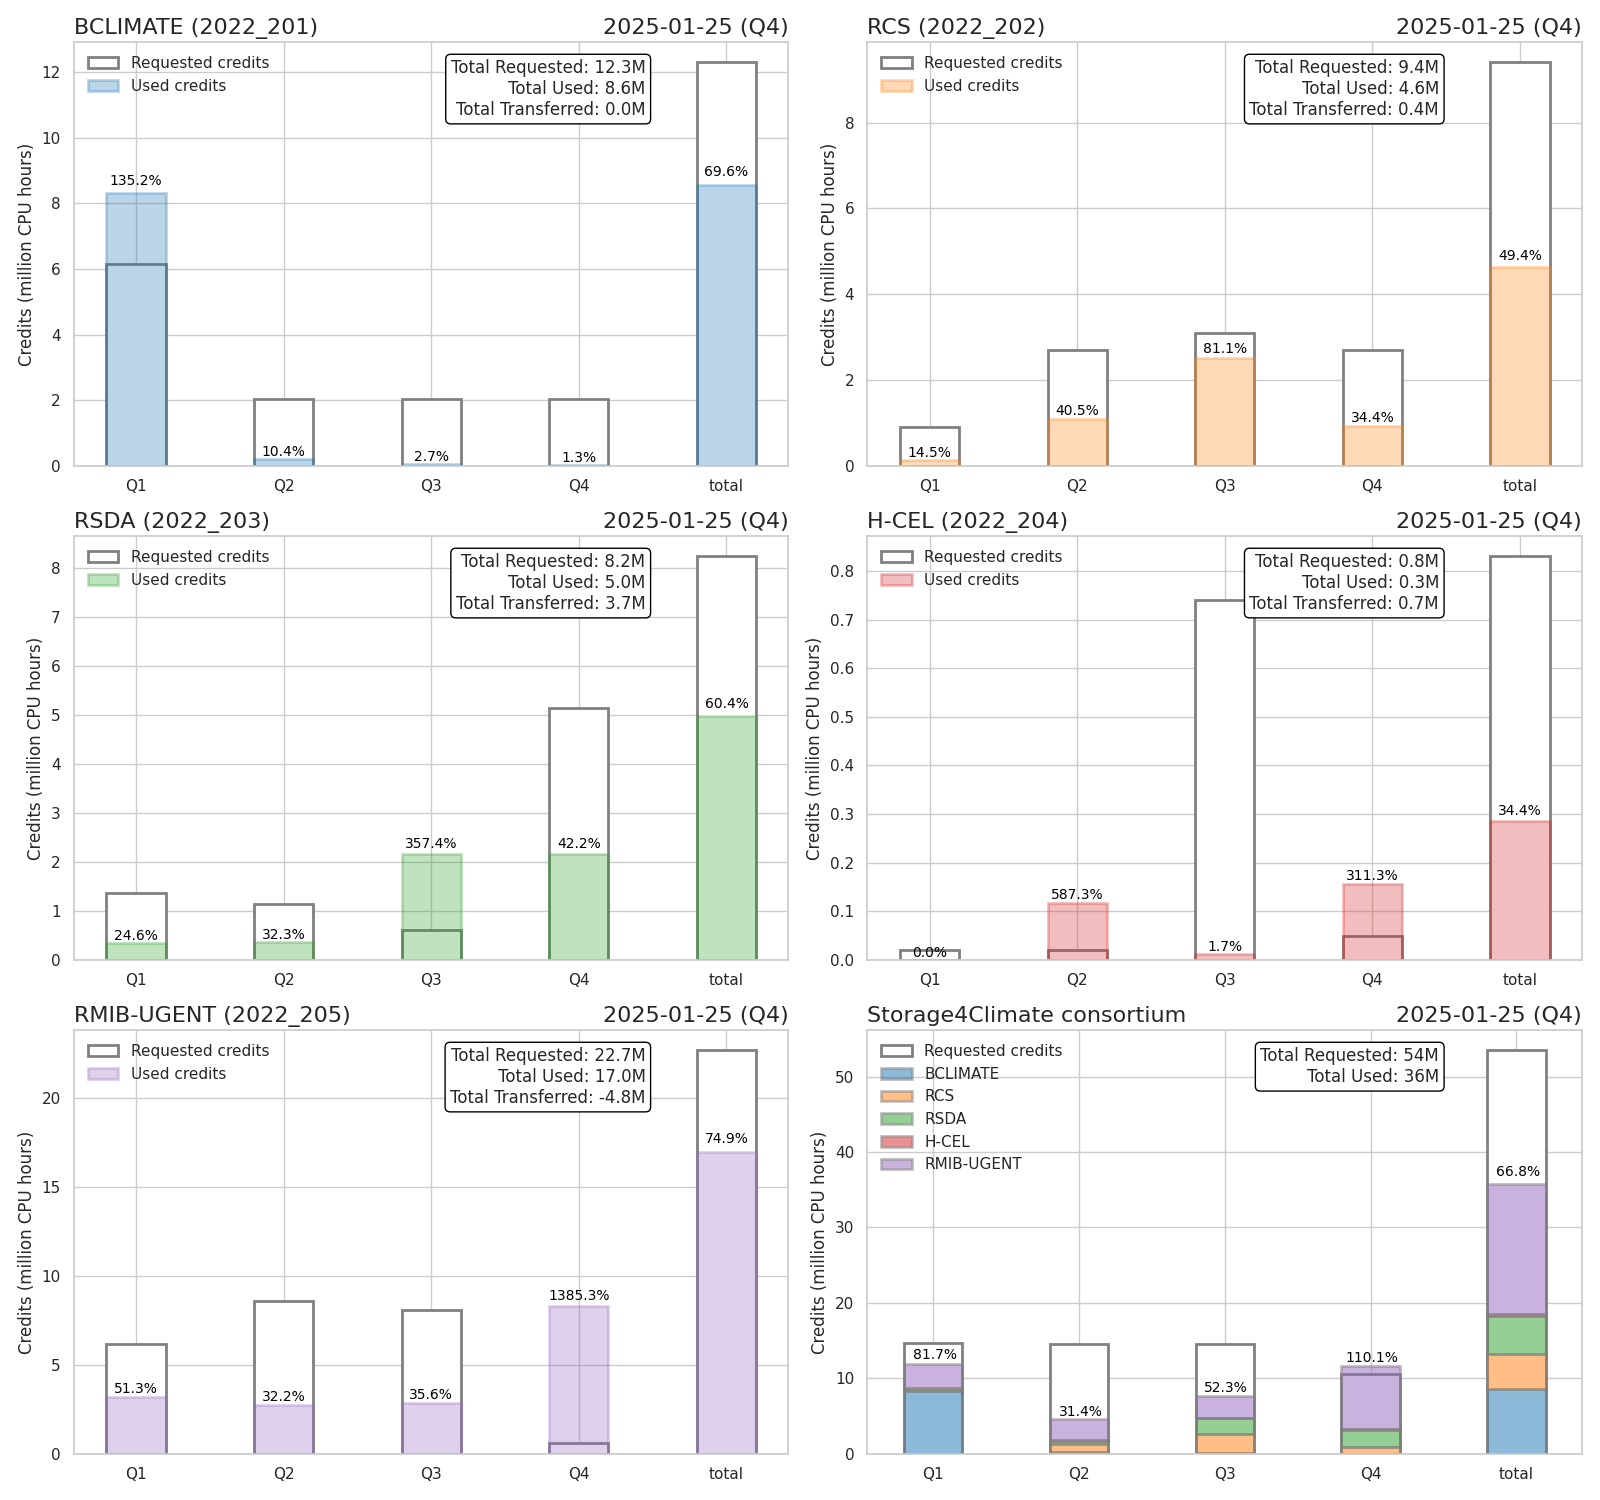 BCLIMATE (2022_201)
2025-01-25 (Q4)
Requested credits
Used credits
Total Requested: 12.3M
Total Used: 8.6M
Total Transferred: 0.0M
Credits (million CPU hours)
12
10
8
6
4
2
0
135.2%
10.4%
2.7%
1.3%
69.6%
Q1
Q2
Q3
Q4
total
RCS (2022_202)
2025-01-25 (Q4)
Requested credits
Used credits
Total Requested: 9.4M
Total Used: 4.6M
Total Transferred: 0.4M
Credits (million CPU hours)
8
6
4
2
0
14.5%
40.5%
81.1%
34.4%
49.4%
Q1
Q2
Q3
Q4
total
RSDA (2022_203)
2025-01-25 (Q4)
Requested credits
Used credits
Total Requested: 8.2M
Total Used: 5.0M
Total Transferred: 3.7M
Credits (million CPU hours)
8
7
6
5
4
3
2
1
0
24.6%
32.3%
357.4%
42.2%
60.4%
Q1
Q2
Q3
Q4
total
H-CEL (2022_204)
2025-01-25 (Q4)
Requested credits
Used credits
Total Requested: 0.8M
Total Used: 0.3M
Total Transferred: 0.7M
Credits (million CPU hours)
0.8
0.7
0.6
0.5
0.4
0.3
0.2
0.1
0.0
0.0%
587.3%
1.7%
311.3%
34.4%
Q1
Q2
Q3
Q4
total
RMIB-UGENT (2022_205)
2025-01-25 (Q4)
Requested credits
Used credits
Total Requested: 22.7M
Total Used: 17.0M
Total Transferred: -4.8M
Credits (million CPU hours)
20
15
10
5
0
51.3%
32.2%
35.6%
1385.3%
74.9%
Q1
Q2
Q3
Q4
total
Storage4Climate consortium
2025-01-25 (Q4)
Requested credits
BCLIMATE
RCS
RSDA
H-CEL
RMIB-UGENT
Total Requested: 54M
Total Used: 36M
Credits (million CPU hours)
50
40
30
20
10
0
81.7%
31.4%
52.3%
110.1%
66.8%
Q1
Q2
Q3
Q4
total